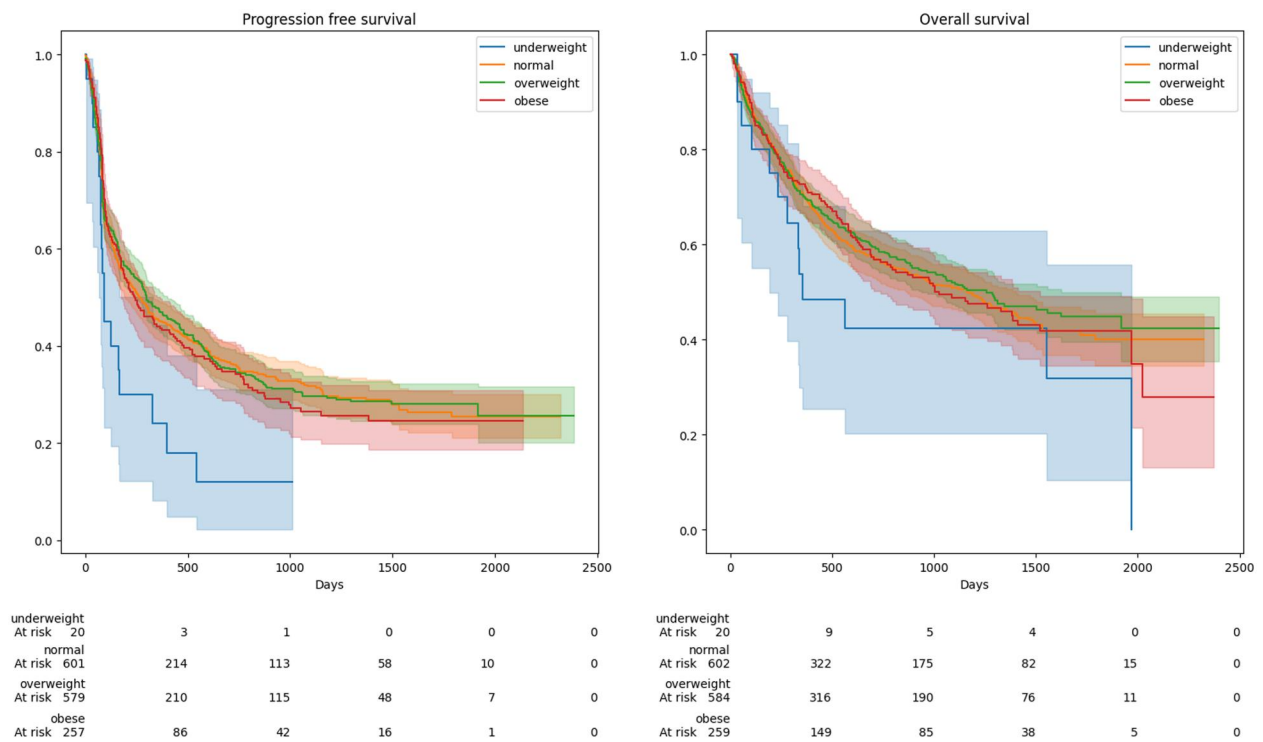 Progression free survival
underweight
normal
overweight
obese
1.0
0.8
0.6
0.4
0.2
0.0
0 500 1000 1500 2000 2500
Days
underweight
At risk 20 3 1 0 0 0
normal
At risk 601 214 113 58 10 0
overweight
At risk 579 210 115 48 7 0
obese
At risk 257 86 42 16 1 0
Overall survival
underweight
normal
overweight
obese
1.0
0.8
0.6
0.4
0.2
0.0
0 500 1000 1500 2000 2500
Days
underweight
At risk 20 9 5 4 0 0
normal
At risk 602 322 175 82 15 0
overweight
At risk 584 316 190 76 11 0
obese
At risk 259 149 85 38 5 0